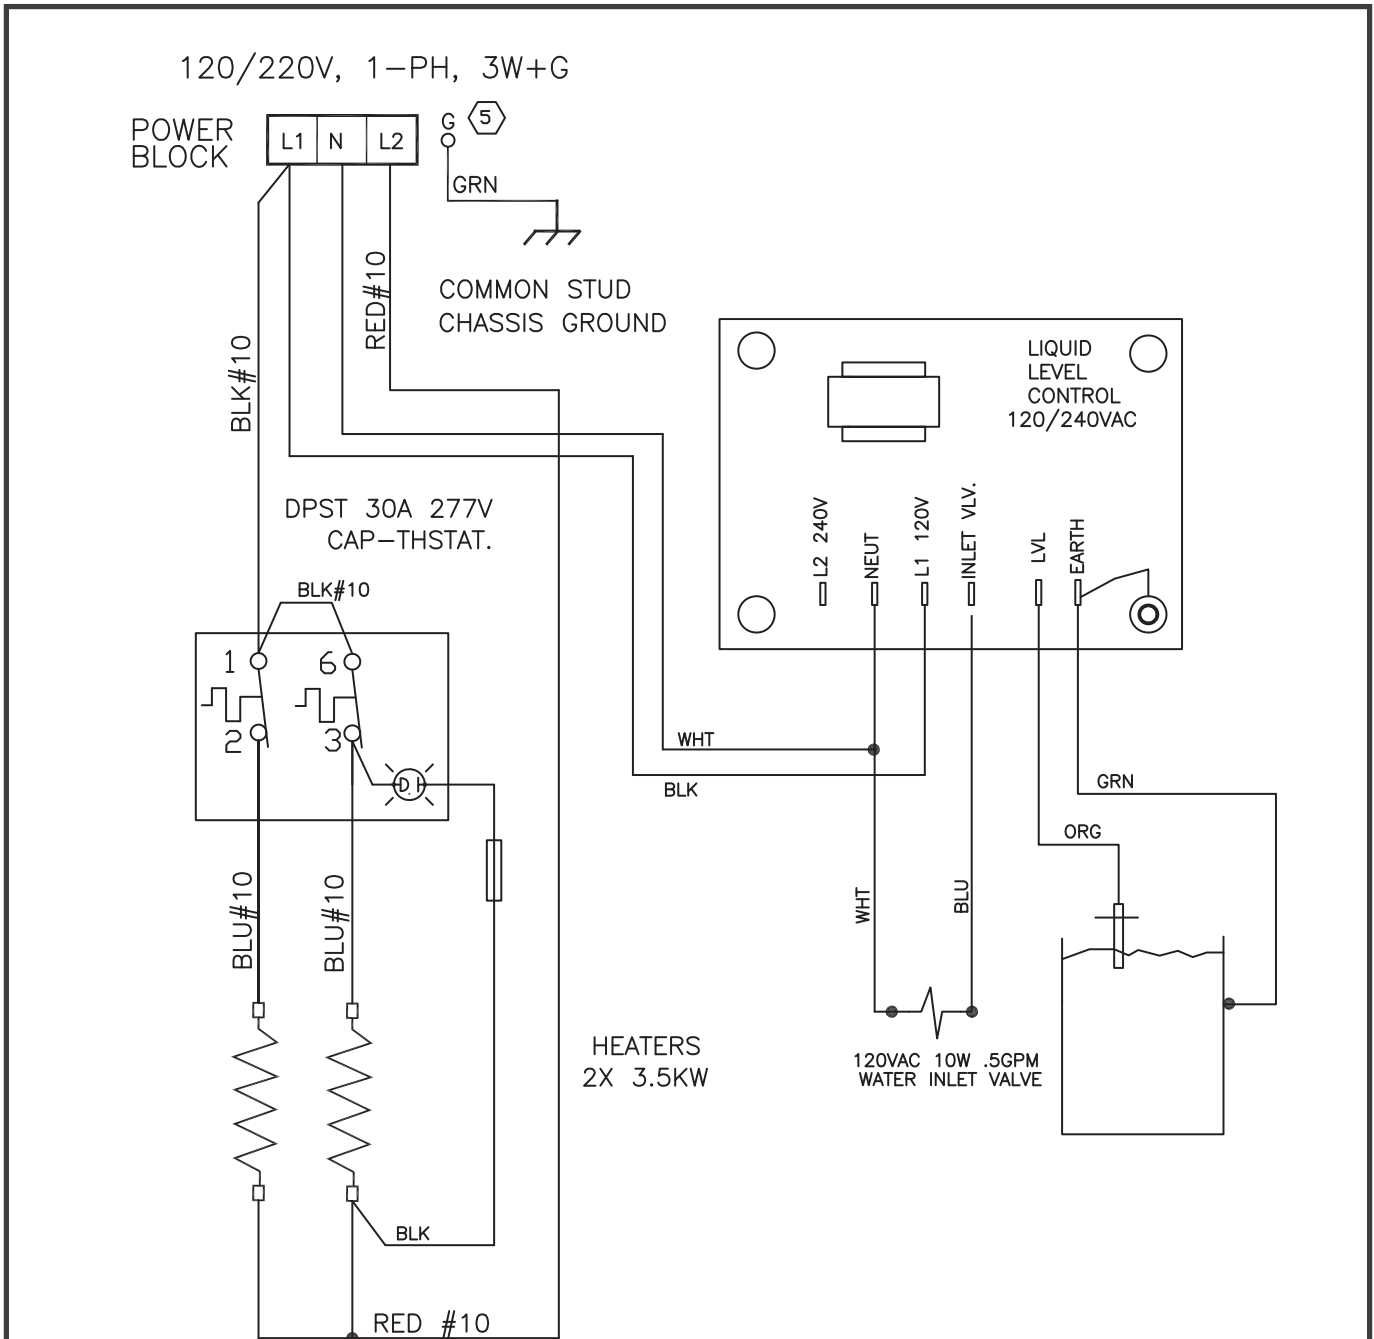 120/220V, 1-PH, 3W+G
POWER
BLOCK
L1 N L2
G
5
GRN
COMMON STUD
CHASSIS GROUND
RED#10
BLK#10
LIQUID
LEVEL
CONTROL
120/240VAC
DPST 30A 277V
CAP-THSTAT.
L2 240V
NEUT
L1 120V
INLET VLV.
LVL
EARTH
BLK#10
1
6
2
3
WHT
BLK
GRN
ORG
BLU#10
BLU#10
WHT
BLU
HEATERS
2X 3.5KW
120VAC 10W .5GPM
WATER INLET VALVE
BLK
RED #10